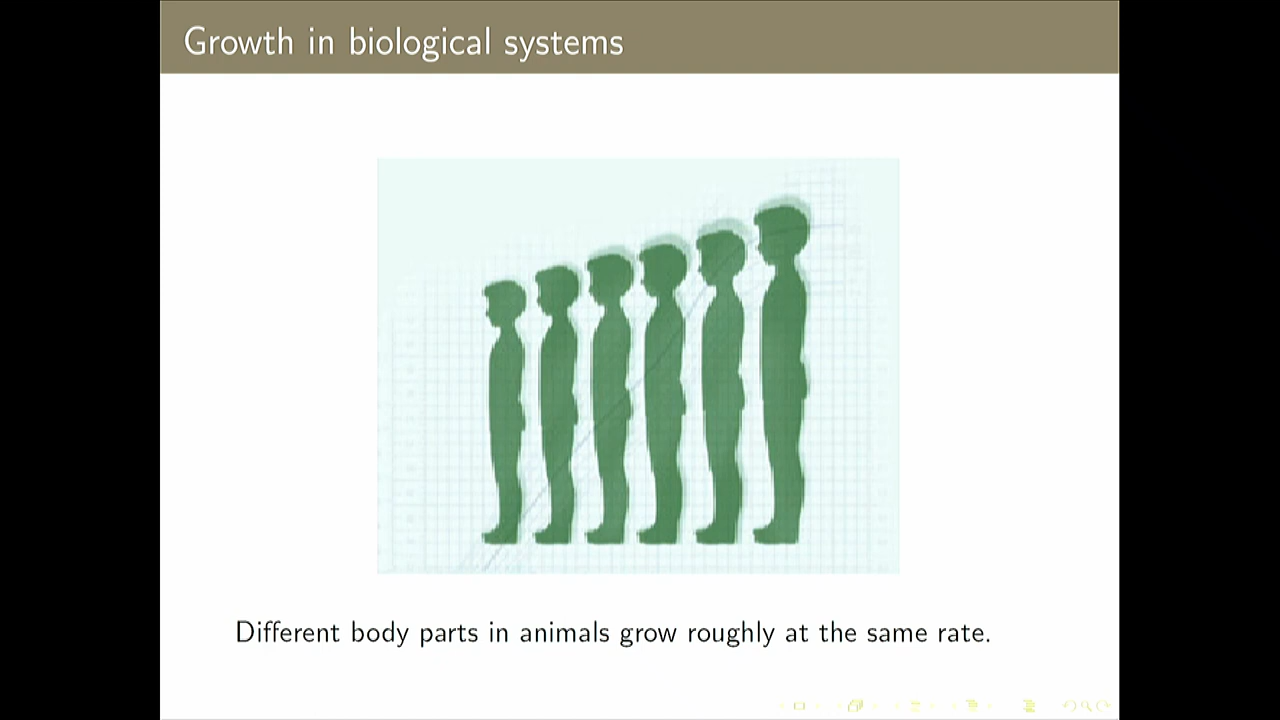 Growth in biological systems
Different body parts in animals grow roughly at the same rate.